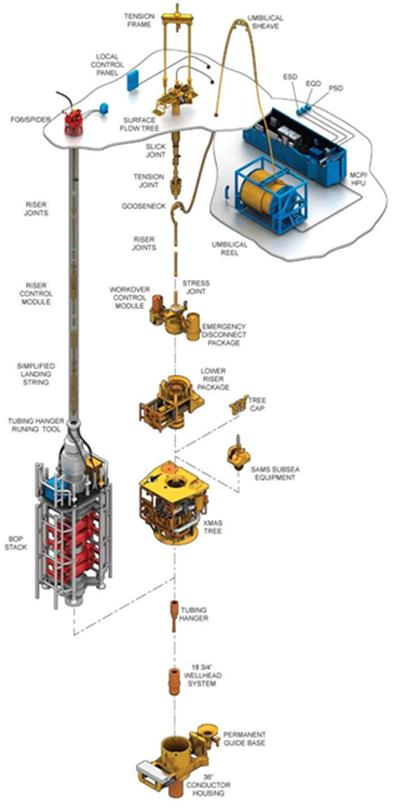 TENSION
FRAME
UMBILICAL
SHEAVE
LOCAL
CONTROL
PANEL
ESD
EQD
PSD
FG6/SPIDER
SURFACE
FLOW TREE
SLICK
JOINT
TENSION
JOINT
MCP/
HPU
GOOSENECK
RISER
JOINTS
RISER
JOINTS
UMBILICAL
REEL
RISER
CONTROL
MODULE
WORKOVER
CONTROL
MODULE
STRESS
JOINT
EMERGENCY
DISCONNECT
PACKAGE
SIMPLIFIED
LANDING
STRING
LOWER
RISER
PACKAGE
TREE
CAP
TUBING HANGER
RUNING TOOL
SAMS SUBSEA
EQUIPMENT
BOP
STACK
XMAS
TREE
TUBING
HANGER
18 3/4"
WELLHEAD
SYSTEM
PERMANENT
GUIDE BASE
36"
CONDUCTOR
HOUSING